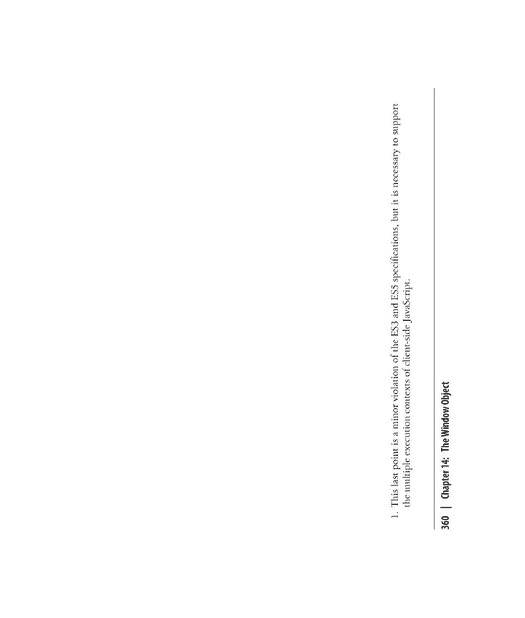 1. This last point is a minor violation of the ES3 and ES5 specifications, but it is necessary to support
the multiple execution contexts of client-side JavaScript.
360 | Chapter 14: The Window Object